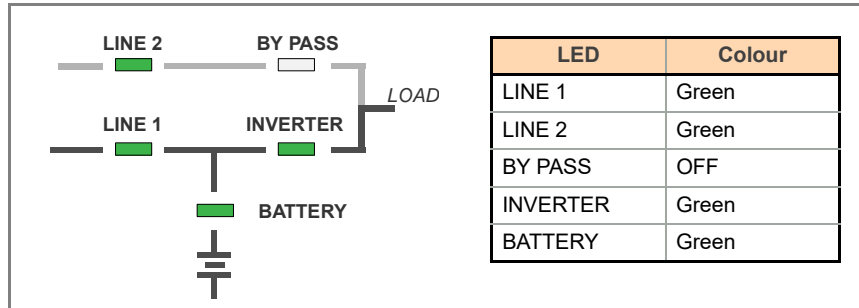 LINE 2 BY PASS
LOAD
LINE 1 INVERTER
BATTERY
LED Colour
LINE 1 Green
LINE 2 Green
BY PASS OFF
INVERTER Green
BATTERY Green